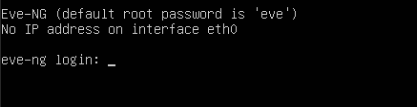 Eve-NG (default root password is 'eve')
No IP address on interface eth0
eve-ng login: _